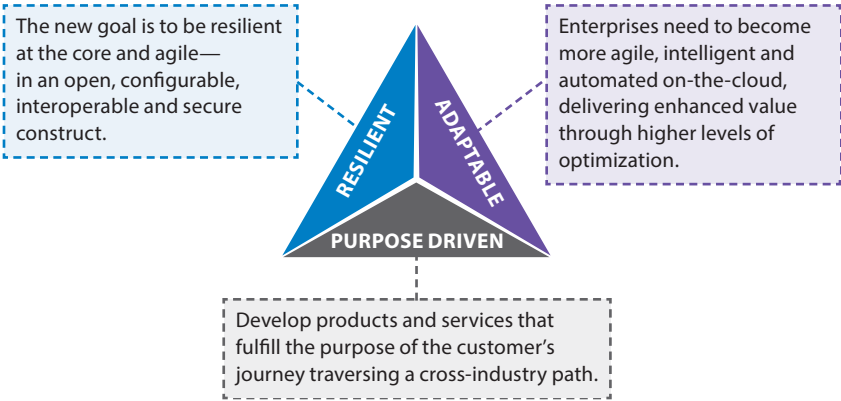 The new goal is to be resilient
at the core and agile—
in an open, configurable,
interoperable and secure
construct.
Enterprises need to become
more agile, intelligent and
automated on-the-cloud,
delivering enhanced value
through higher levels of
optimization.
RESILIENT
ADAPTABLE
PURPOSE DRIVEN
Develop products and services that
fulfill the purpose of the customer’s
journey traversing a cross-industry path.